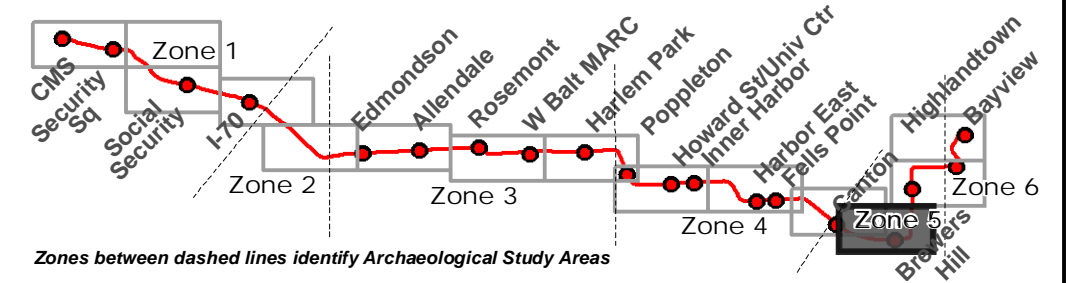 CMS
Security
Sq
Zone 1
Social
Security
I-70
Zone 2
Edmondson
Allendale
Rosemont
W Balt MARC
Harlem Park
Zone 3
Poppleton
Howard St/Univ Ctr
Inner Harbor
Zone 4
Harbor East
Fells Point
Canton
Zone 5
Brewers
Hill
Highlandtown
Bayview
Zone 6
Zones between dashed lines identify Archaeological Study Areas